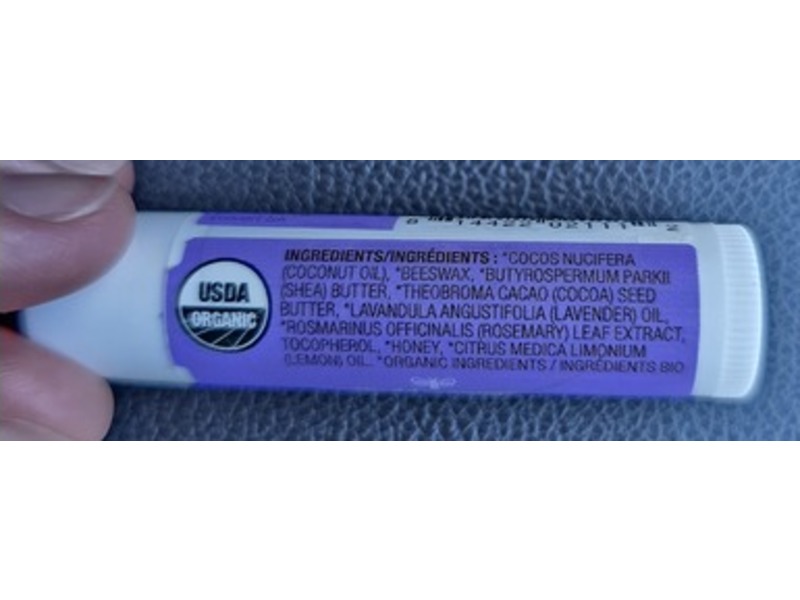 14422 02111
INGREDIENTS/INGRÉDIENTS : *COCOS NUCIFERA
(COCONUT OIL), *BEESWAX, *BUTYROSPERMUM PARKII
(SHEA) BUTTER, *THEOBROMA CACAO (COCOA) SEED
BUTTER, *LAVANDULA ANGUSTIFOLIA (LAVENDER) OIL,
*ROSMARINUS OFFICINALIS (ROSEMARY) LEAF EXTRACT,
TOCOPHEROL, *HONEY, *CITRUS MEDICA LIMONIUM
(LEMON) OIL. *ORGANIC INGREDIENTS / INGRÉDIENTS BIO
USDA
ORGANIC